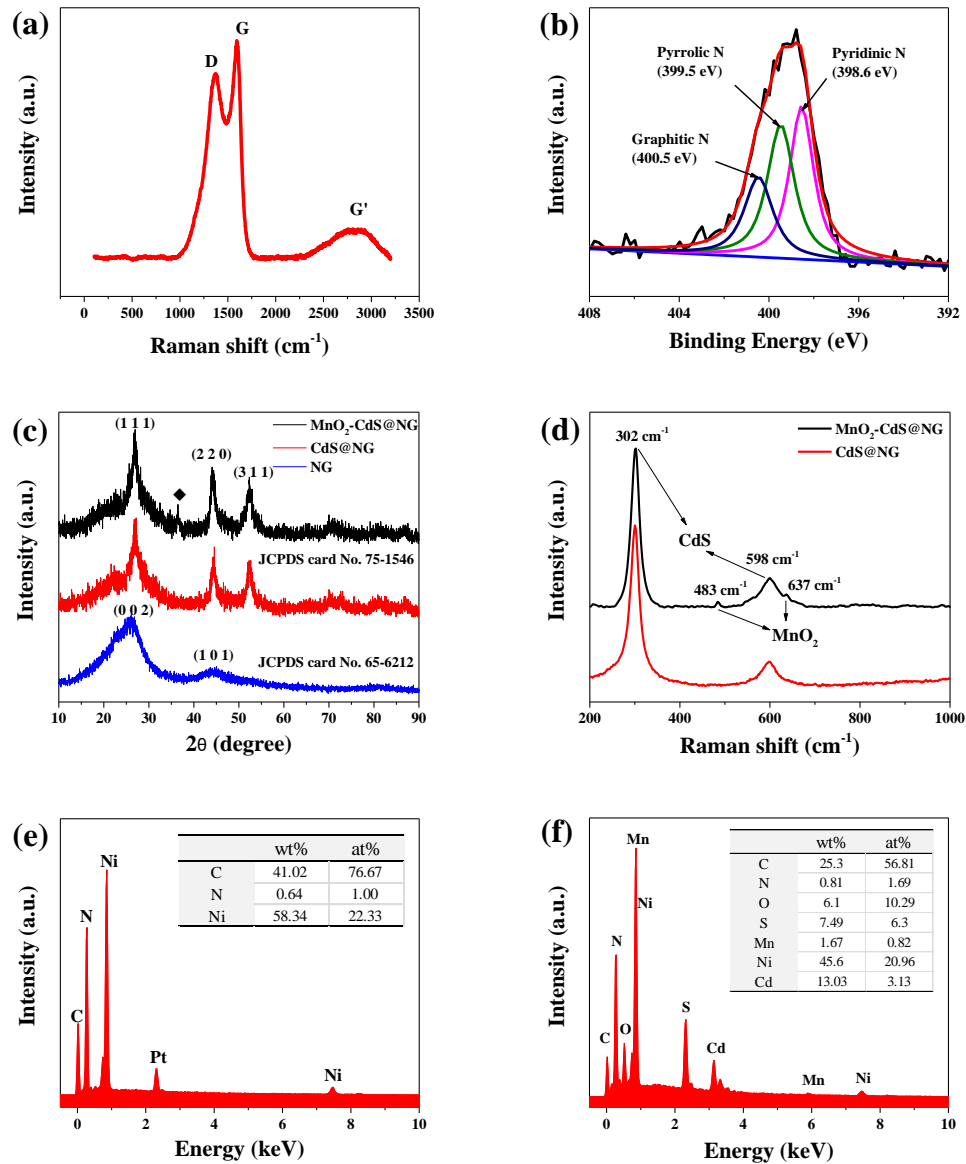 (a)
D
G
G'
Intensity (a.u.)
0 500 1000 1500 2000 2500 3000 3500
Raman shift (cm⁻¹)
(b)
Pyrrolic N
(399.5 eV)
Pyridinic N
(398.6 eV)
Graphitic N
(400.5 eV)
Intensity (a.u.)
408 404 400 396 392
Binding Energy (eV)
(c)
MnO₂-CdS@NG
CdS@NG
NG
(1 1 1)
(2 2 0)
(3 1 1)
◆
JCPDS card No. 75-1546
(0 0 2)
(1 0 1)
JCPDS card No. 65-6212
Intensity (a.u.)
10 20 30 40 50 60 70 80 90
2θ (degree)
(d)
302 cm⁻¹
MnO₂-CdS@NG
CdS@NG
CdS
598 cm⁻¹
483 cm⁻¹
637 cm⁻¹
MnO₂
Intensity (a.u.)
200 400 600 800 1000
Raman shift (cm⁻¹)
(e)
wt% at%
C 41.02 76.67
N 0.64 1.00
Ni 58.34 22.33
Ni
N
C
Pt
Ni
Intensity (a.u.)
0 2 4 6 8 10
Energy (keV)
(f)
wt% at%
C 25.3 56.81
N 0.81 1.69
O 6.1 10.29
S 7.49 6.3
Mn 1.67 0.82
Ni 45.6 20.96
Cd 13.03 3.13
Mn
Ni
N
C
O
S
Cd
Mn
Ni
Intensity (a.u.)
0 2 4 6 8 10
Energy (keV)